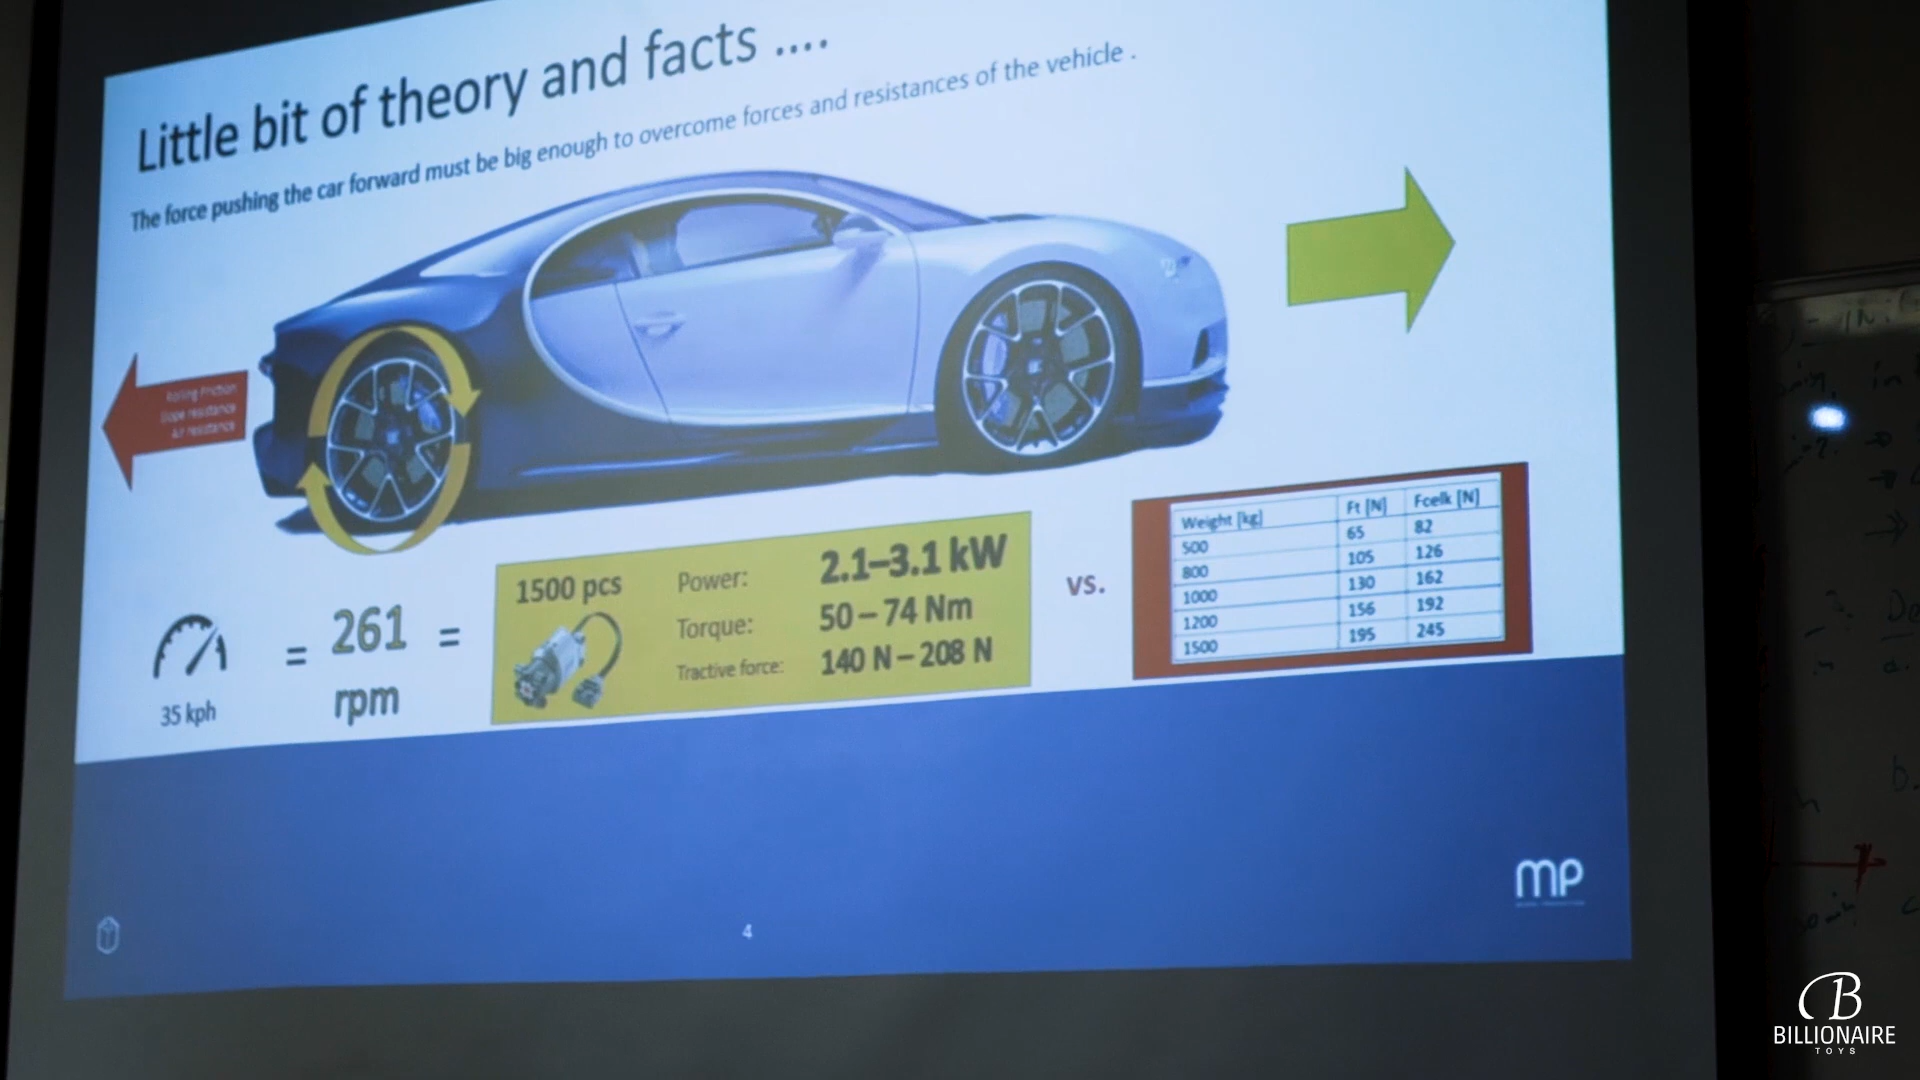 Little bit of theory and facts ....
The force pushing the car forward must be big enough to overcome forces and resistances of the vehicle .
Rolling Friction
Slope resistance
Air resistance
35 kph
=
261
rpm
=
1500 pcs
Power: 2.1–3.1 kW
Torque: 50 – 74 Nm
Tractive force: 140 N – 208 N
vs.
Weight [kg] Ft [N] Fcelk [N]
500 65 82
800 105 126
1000 130 162
1200 156 192
1500 195 245
4
MP
B
BILLIONAIRE
TOYS